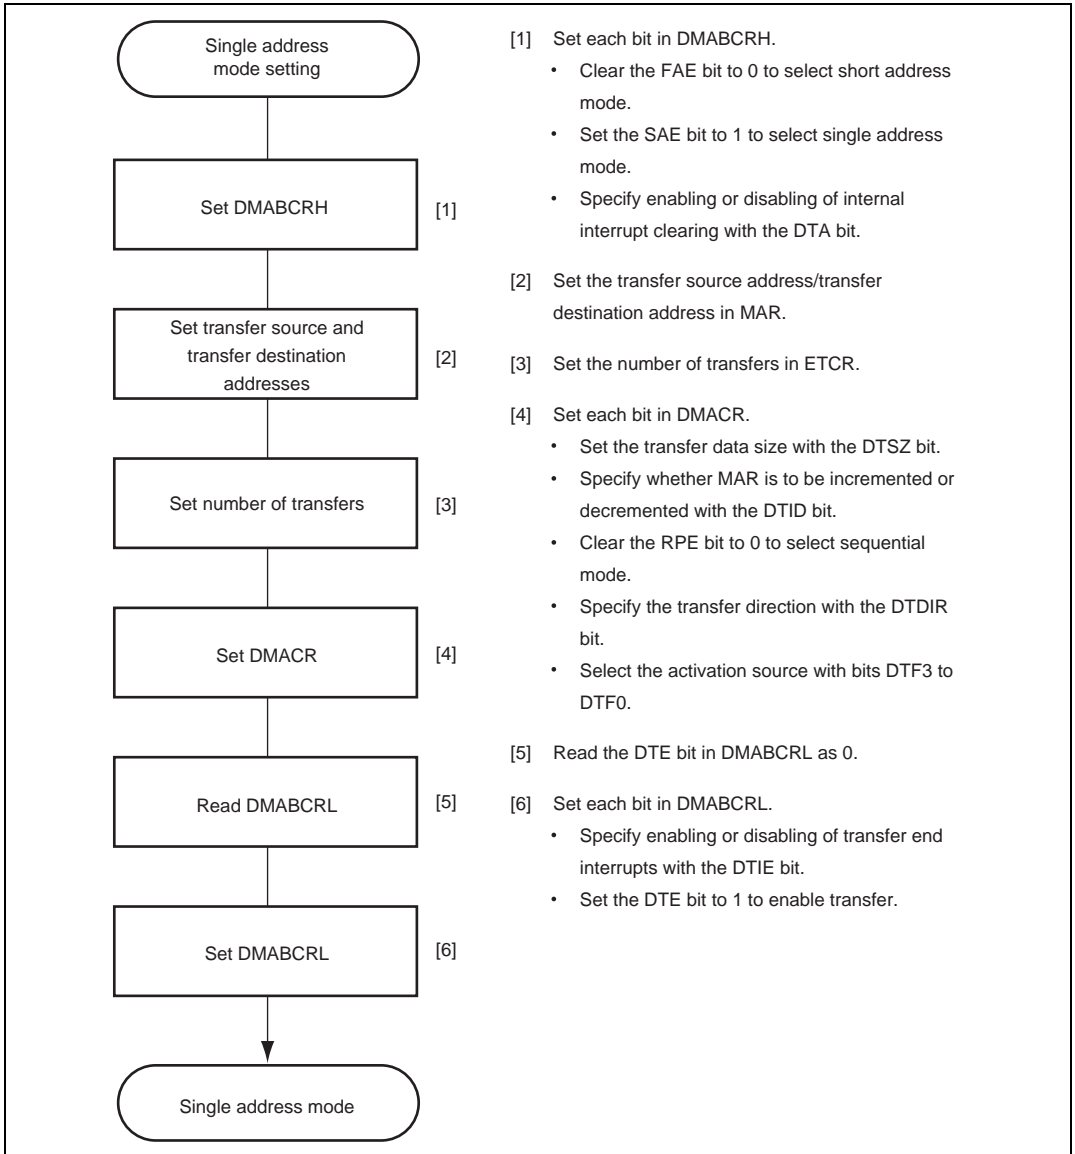 Single address
mode setting
Set DMABCRH
[1]
Set transfer source and
transfer destination
addresses
[2]
Set number of transfers
[3]
Set DMACR
[4]
Read DMABCRL
[5]
Set DMABCRL
[6]
Single address mode
[1] Set each bit in DMABCRH.
• Clear the FAE bit to 0 to select short address
mode.
• Set the SAE bit to 1 to select single address
mode.
• Specify enabling or disabling of internal
interrupt clearing with the DTA bit.
[2] Set the transfer source address/transfer
destination address in MAR.
[3] Set the number of transfers in ETCR.
[4] Set each bit in DMACR.
• Set the transfer data size with the DTSZ bit.
• Specify whether MAR is to be incremented or
decremented with the DTID bit.
• Clear the RPE bit to 0 to select sequential
mode.
• Specify the transfer direction with the DTDIR
bit.
• Select the activation source with bits DTF3 to
DTF0.
[5] Read the DTE bit in DMABCRL as 0.
[6] Set each bit in DMABCRL.
• Specify enabling or disabling of transfer end
interrupts with the DTIE bit.
• Set the DTE bit to 1 to enable transfer.